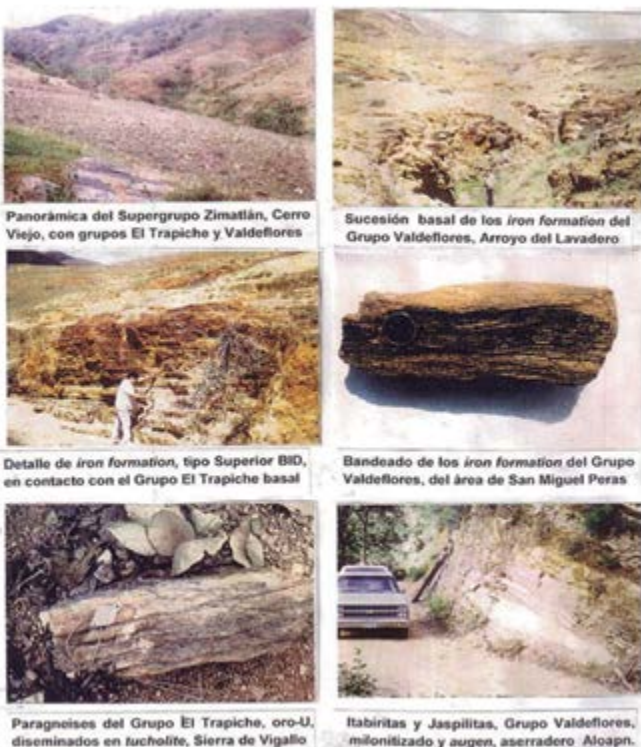 Panorámica del Supergrupo Zimatlán, Cerro
Viejo, con grupos El Trapiche y Valdeflores
Sucesión basal de los iron formation del
Grupo Valdeflores, Arroyo del Lavadero
Detalle de iron formation, tipo Superior BID,
en contacto con el Grupo El Trapiche basal
Bandeado de los iron formation del Grupo
Valdeflores, del área de San Miguel Peras
Paragneises del Grupo El Trapiche, oro-U,
diseminados en tucholite, Sierra de Vigallo
Itabiritas y Jaspilitas, Grupo Valdeflores,
milonitizado y augen, aserradero Aloapn.